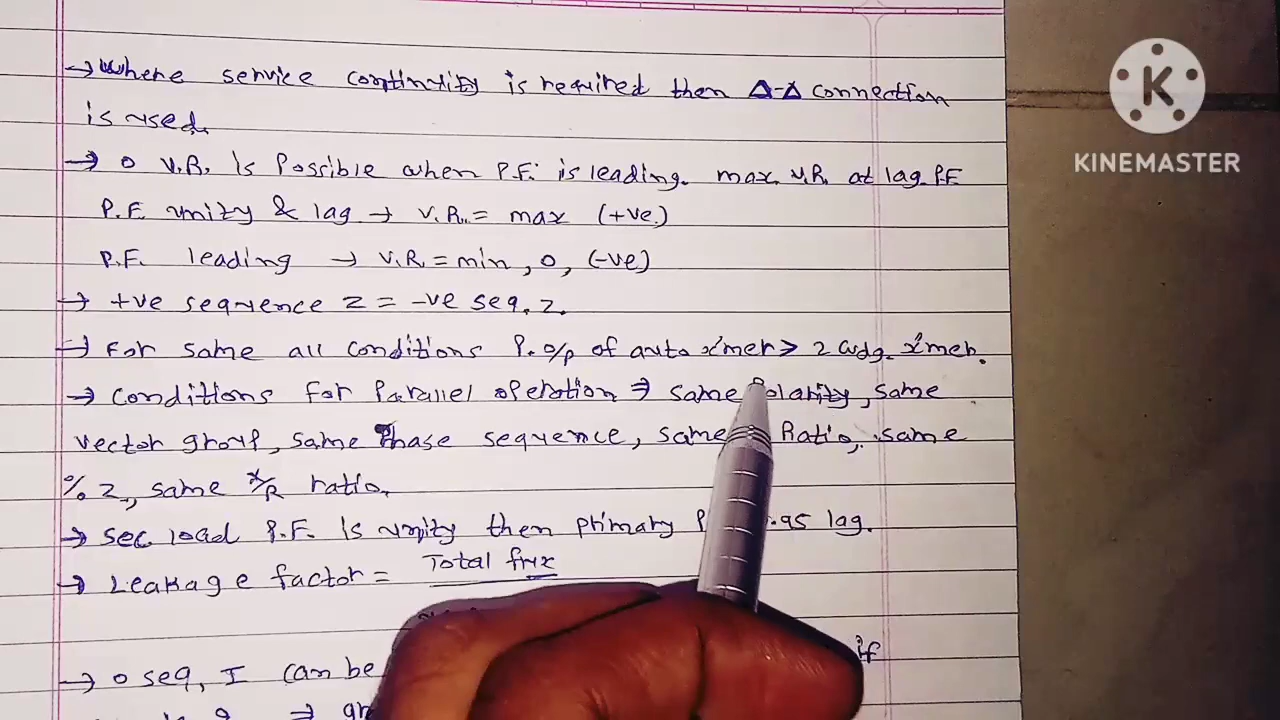 → Where service continuity is required then Δ-Δ connection
is used.
→ 0 V.R. is Possible when P.F. is leading. max. V.R. at lag. P.F.
P.F. unity & lag → V.R. = max (+ve)
P.F. leading → V.R = min, 0, (-ve)
→ +ve sequence Z = -ve seq. Z.
→ For same all conditions P. o/p of auto x'mer > 2 wdg. x'mer.
→ Conditions for Parallel operation ⇒ same Polarity, same
vector group, same Phase sequence, same Ratio, same
% Z, same X/R ratio.
→ Sec load P.F. is unity then primary P .95 lag.
→ Leakage factor = Total flux
→ 0 seq. I can be if
KINEMASTER